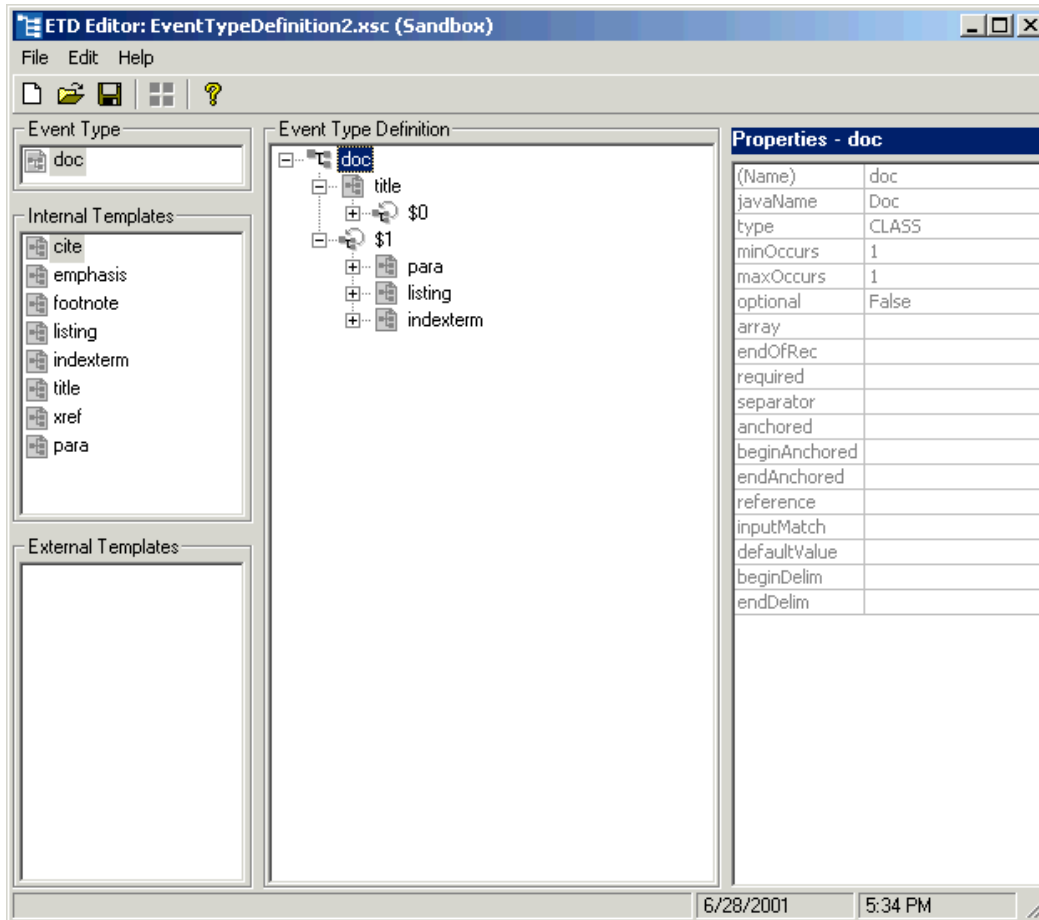 ETD Editor: EventTypeDefinition2.xsc (Sandbox)
File Edit Help
Event Type
doc
Internal Templates
cite
emphasis
footnote
listing
indexterm
title
xref
para
External Templates
Event Type Definition
doc
title
$0
$1
para
listing
indexterm
Properties - doc
(Name) doc
javaName Doc
type CLASS
minOccurs 1
maxOccurs 1
optional False
array
endOfRec
required
separator
anchored
beginAnchored
endAnchored
reference
inputMatch
defaultValue
beginDelim
endDelim
6/28/2001 5:34 PM